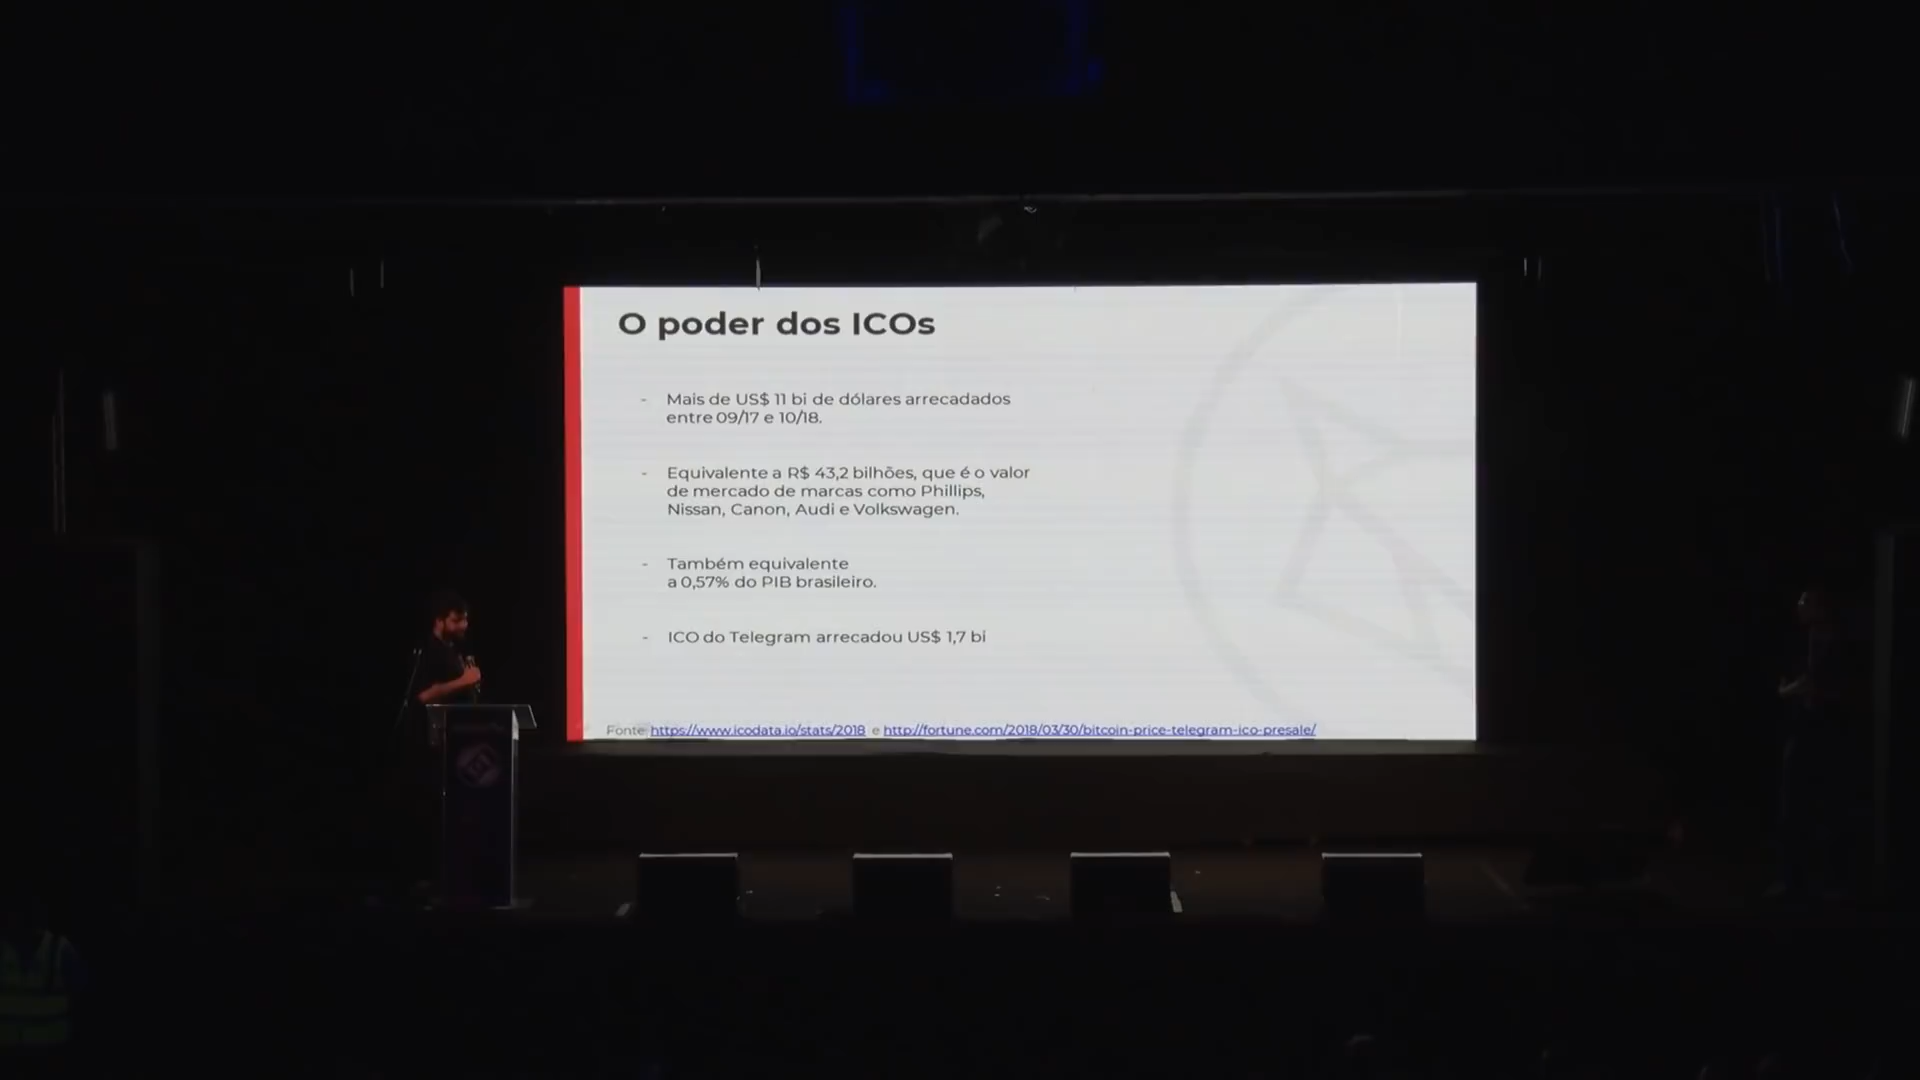 O poder dos ICOs
- Mais de US$ 11 bi de dólares arrecadados
entre 09/17 e 10/18.
- Equivalente a R$ 43,2 bilhões, que é o valor
de mercado de marcas como Phillips,
Nissan, Canon, Audi e Volkswagen.
- Também equivalente
a 0,57% do PIB brasileiro.
- ICO do Telegram arrecadou US$ 1,7 bi
Fonte: https://www.icodata.io/stats/2018 e http://fortune.com/2018/03/30/bitcoin-price-telegram-ico-presale/